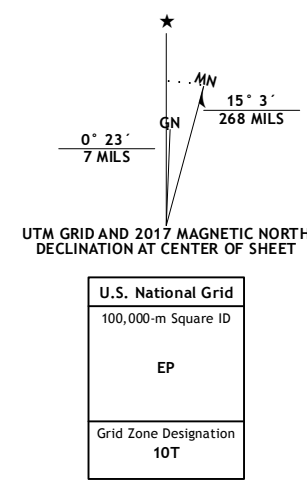 ★
MN
GN
15° 3´
268 MILS
0° 23´
7 MILS
UTM GRID AND 2017 MAGNETIC NORTH
DECLINATION AT CENTER OF SHEET
U.S. National Grid
100,000-m Square ID
EP
Grid Zone Designation
10T